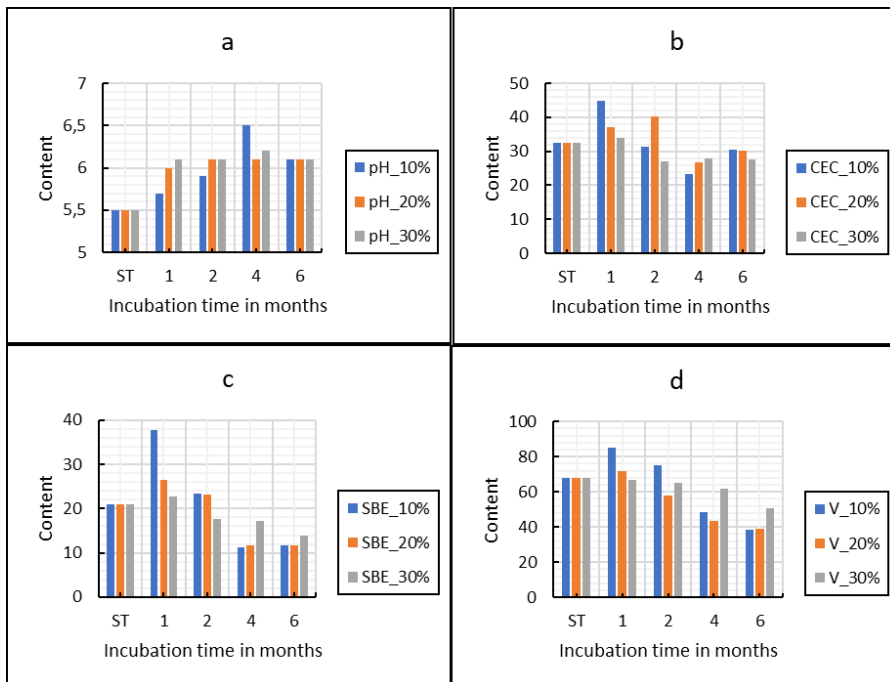 a
7
6,5
6
5,5
5
Content
ST 1 2 4 6
Incubation time in months
pH_10%
pH_20%
pH_30%
b
50
40
30
20
10
0
Content
ST 1 2 4 6
Incubation time in months
CEC_10%
CEC_20%
CEC_30%
c
40
30
20
10
0
Content
ST 1 2 4 6
Incubation time in months
SBE_10%
SBE_20%
SBE_30%
d
100
80
60
40
20
0
Content
ST 1 2 4 6
Incubation time in months
V_10%
V_20%
V_30%